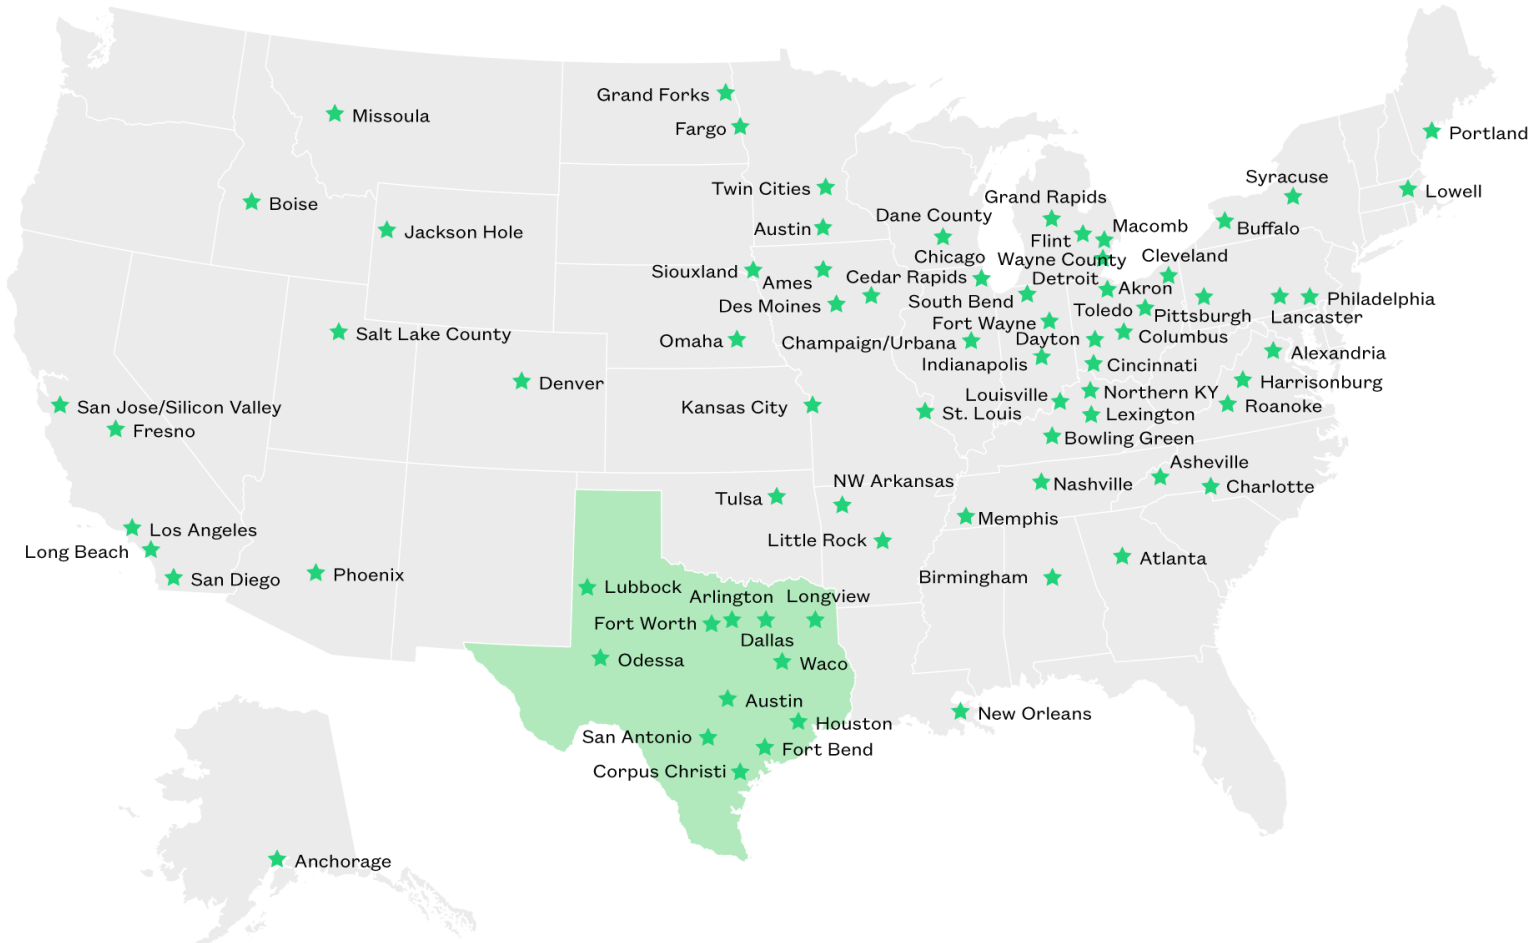 Grand Forks
Missoula
Fargo
Portland
Syracuse
Twin Cities
Lowell
Grand Rapids
Boise
Dane County
Macomb
Jackson Hole
Austin
Buffalo
Flint
Chicago
Wayne County
Cleveland
Siouxland
Ames
Cedar Rapids
Detroit
Akron
South Bend
Des Moines
Toledo
Pittsburgh
Philadelphia
Lancaster
Fort Wayne
Salt Lake County
Omaha
Champaign/Urbana
Dayton
Columbus
Alexandria
Indianapolis
Cincinnati
Denver
Harrisonburg
Northern KY
Louisville
San Jose/Silicon Valley
Kansas City
Roanoke
St. Louis
Lexington
Fresno
Bowling Green
Asheville
NW Arkansas
Nashville
Charlotte
Tulsa
Memphis
Los Angeles
Little Rock
Long Beach
Atlanta
San Diego
Phoenix
Birmingham
Lubbock
Arlington
Longview
Fort Worth
Dallas
Odessa
Waco
Austin
New Orleans
Houston
San Antonio
Fort Bend
Corpus Christi
Anchorage